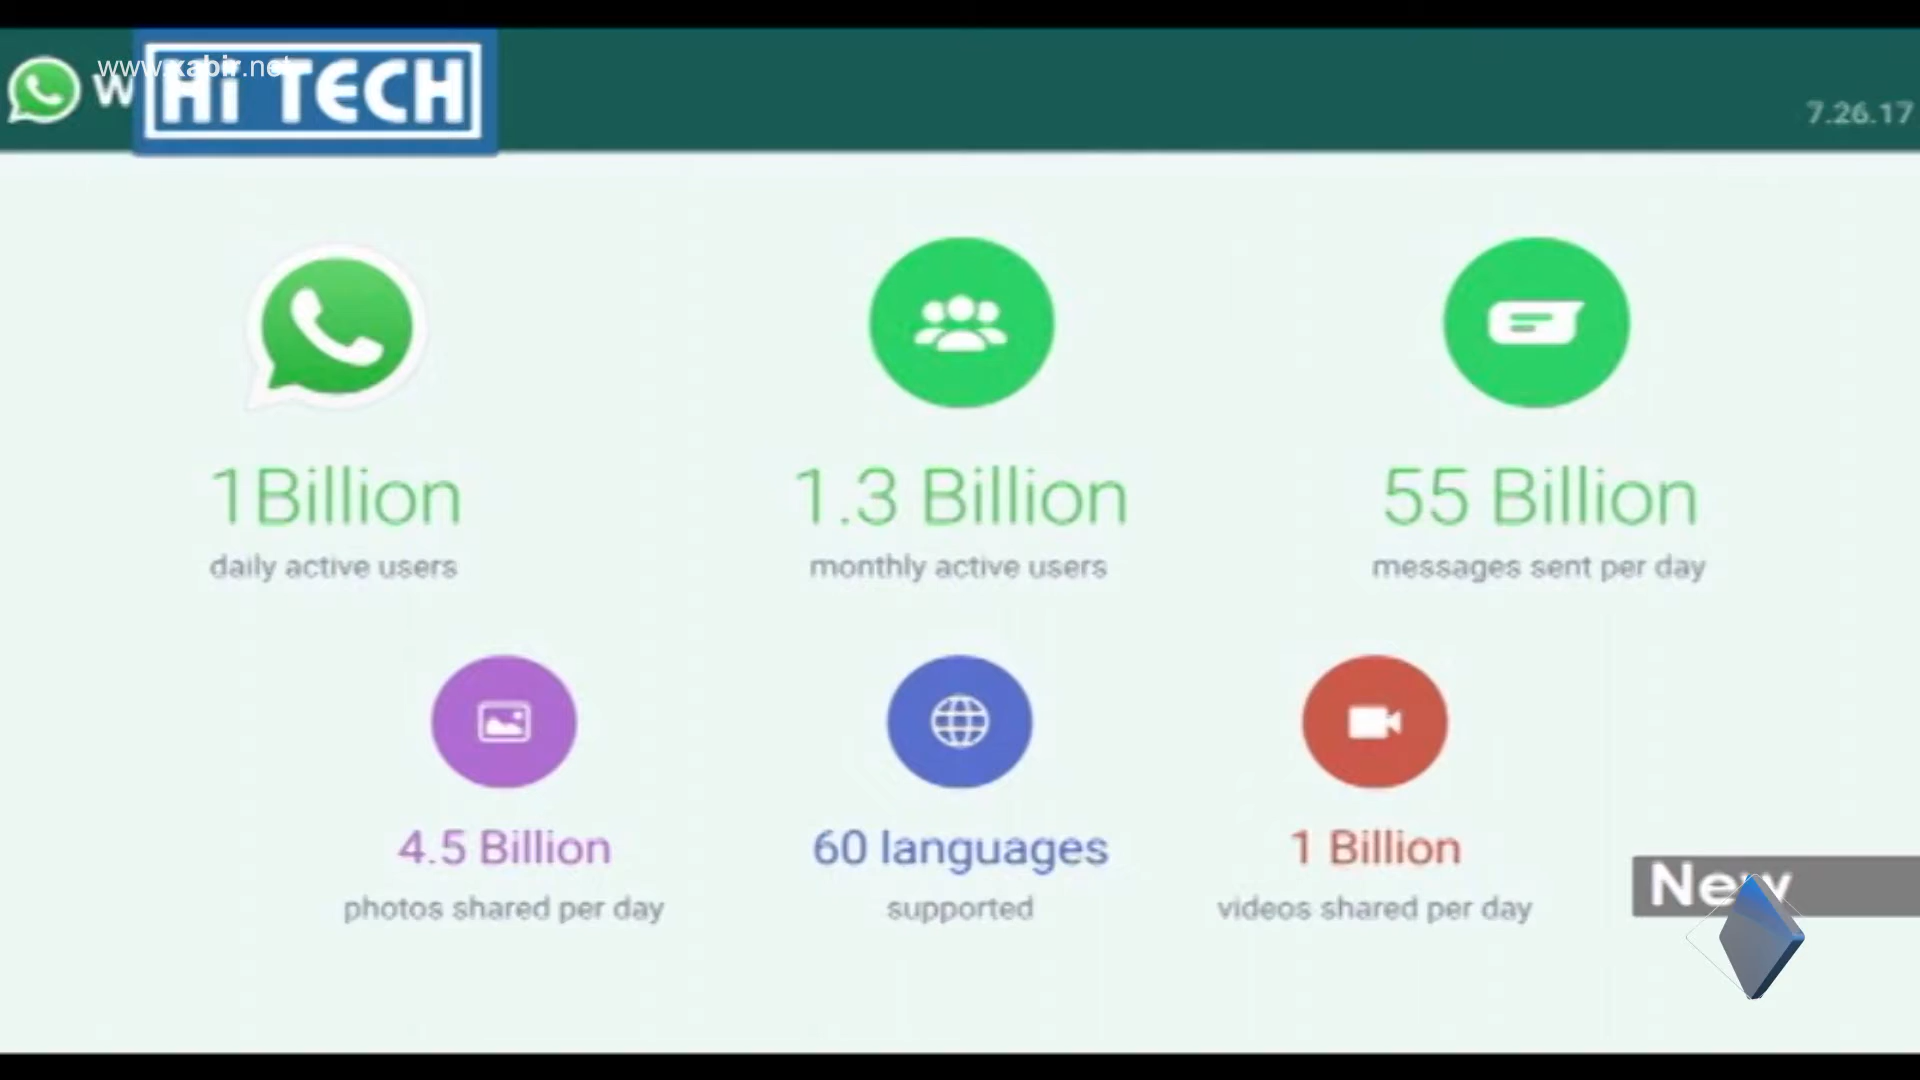 www.xabir.net
W
Hi TECH
7.26.17
1 Billion
daily active users
1.3 Billion
monthly active users
55 Billion
messages sent per day
4.5 Billion
photos shared per day
60 languages
supported
1 Billion
videos shared per day
New